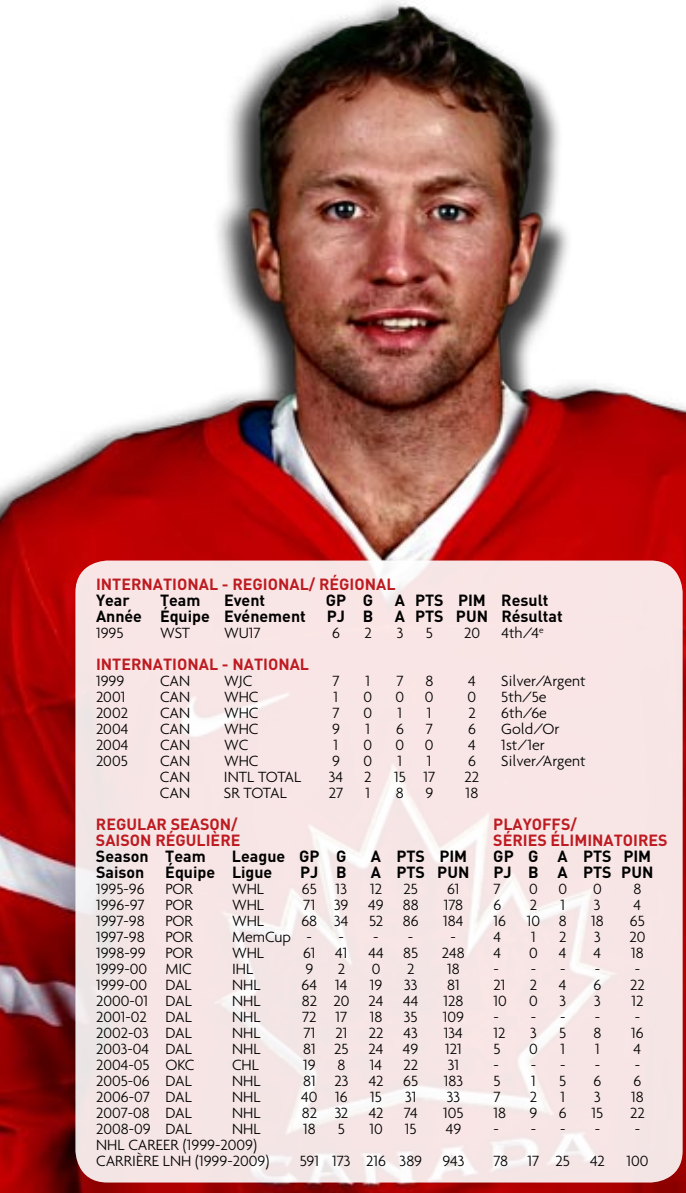 INTERNATIONAL - REGIONAL/ RÉGIONAL
Year Team Event GP G A PTS PIM Result
Année Équipe Evénement PJ B A PTS PUN Résultat
1995 WST WU17 6 2 3 5 20 4th/4e
INTERNATIONAL - NATIONAL
1999 CAN WJC 7 1 7 8 4 Silver/Argent
2001 CAN WHC 1 0 0 0 0 5th/5e
2002 CAN WHC 7 0 1 1 2 6th/6e
2004 CAN WHC 9 1 6 7 6 Gold/Or
2004 CAN WC 1 0 0 0 4 1st/1er
2005 CAN WHC 9 0 1 1 6 Silver/Argent
CAN INTL TOTAL 34 2 15 17 22
CAN SR TOTAL 27 1 8 9 18
REGULAR SEASON/ PLAYOFFS/
SAISON RÉGULIÈRE SÉRIES ÉLIMINATOIRES
Season Team League GP G A PTS PIM GP G A PTS PIM
Saison Équipe Ligue PJ B A PTS PUN PJ B A PTS PUN
1995-96 POR WHL 65 13 12 25 61 7 0 0 0 8
1996-97 POR WHL 71 39 49 88 178 6 2 1 3 4
1997-98 POR WHL 68 34 52 86 184 16 10 8 18 65
1997-98 POR MemCup - - - - - 4 1 2 3 20
1998-99 POR WHL 61 41 44 85 248 4 0 4 4 18
1999-00 MIC IHL 9 2 0 2 18 - - - - -
1999-00 DAL NHL 64 14 19 33 81 21 2 4 6 22
2000-01 DAL NHL 82 20 24 44 128 10 0 3 3 12
2001-02 DAL NHL 72 17 18 35 109 - - - - -
2002-03 DAL NHL 71 21 22 43 134 12 3 5 8 16
2003-04 DAL NHL 81 25 24 49 121 5 0 1 1 4
2004-05 OKC CHL 19 8 14 22 31 - - - - -
2005-06 DAL NHL 81 23 42 65 183 5 1 5 6 6
2006-07 DAL NHL 40 16 15 31 33 7 2 1 3 18
2007-08 DAL NHL 82 32 42 74 105 18 9 6 15 22
2008-09 DAL NHL 18 5 10 15 49 - - - - -
NHL CAREER (1999-2009)
CARRIÈRE LNH (1999-2009) 591 173 216 389 943 78 17 25 42 100
CANADA